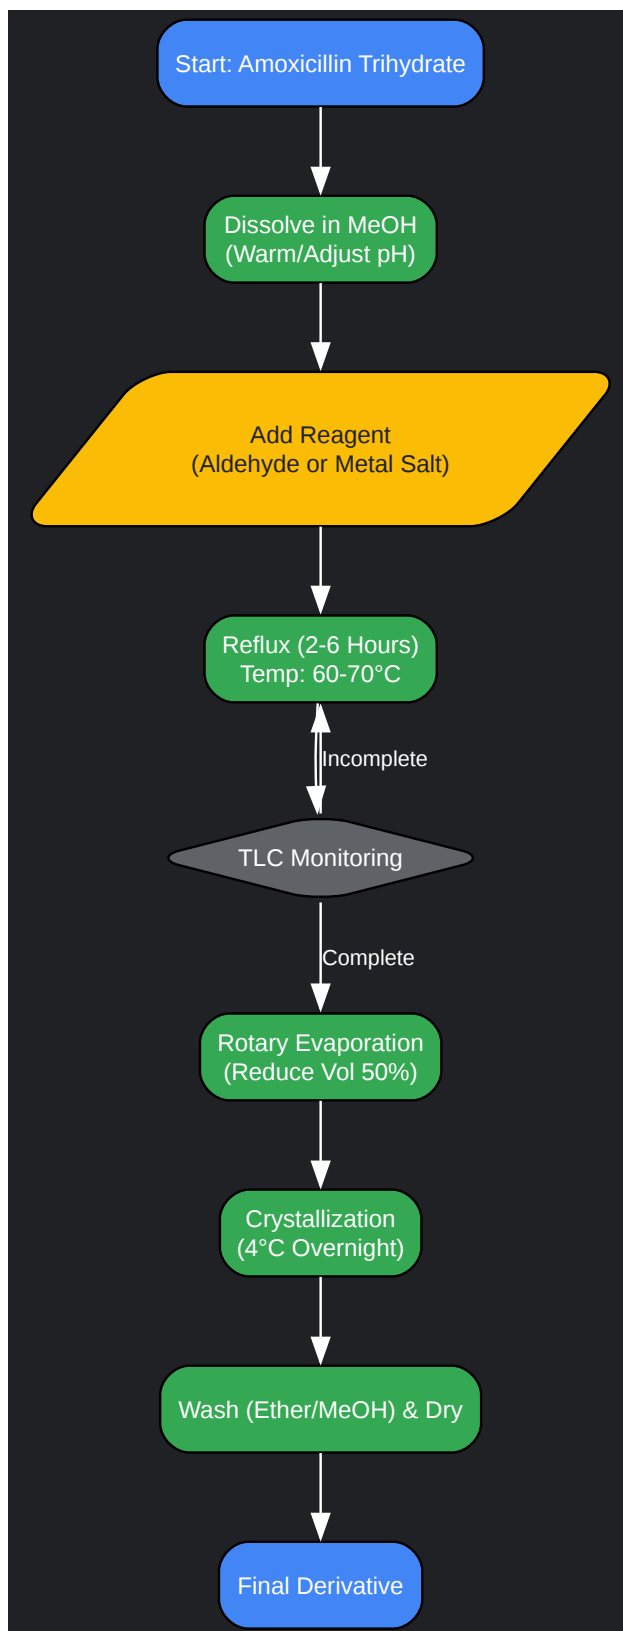 Start: Amoxicillin Trihydrate
Dissolve in MeOH
(Warm/Adjust pH)
Add Reagent
(Aldehyde or Metal Salt)
Reflux (2-6 Hours)
Temp: 60-70°C
Incomplete
TLC Monitoring
Complete
Rotary Evaporation
(Reduce Vol 50%)
Crystallization
(4°C Overnight)
Wash (Ether/MeOH) & Dry
Final Derivative